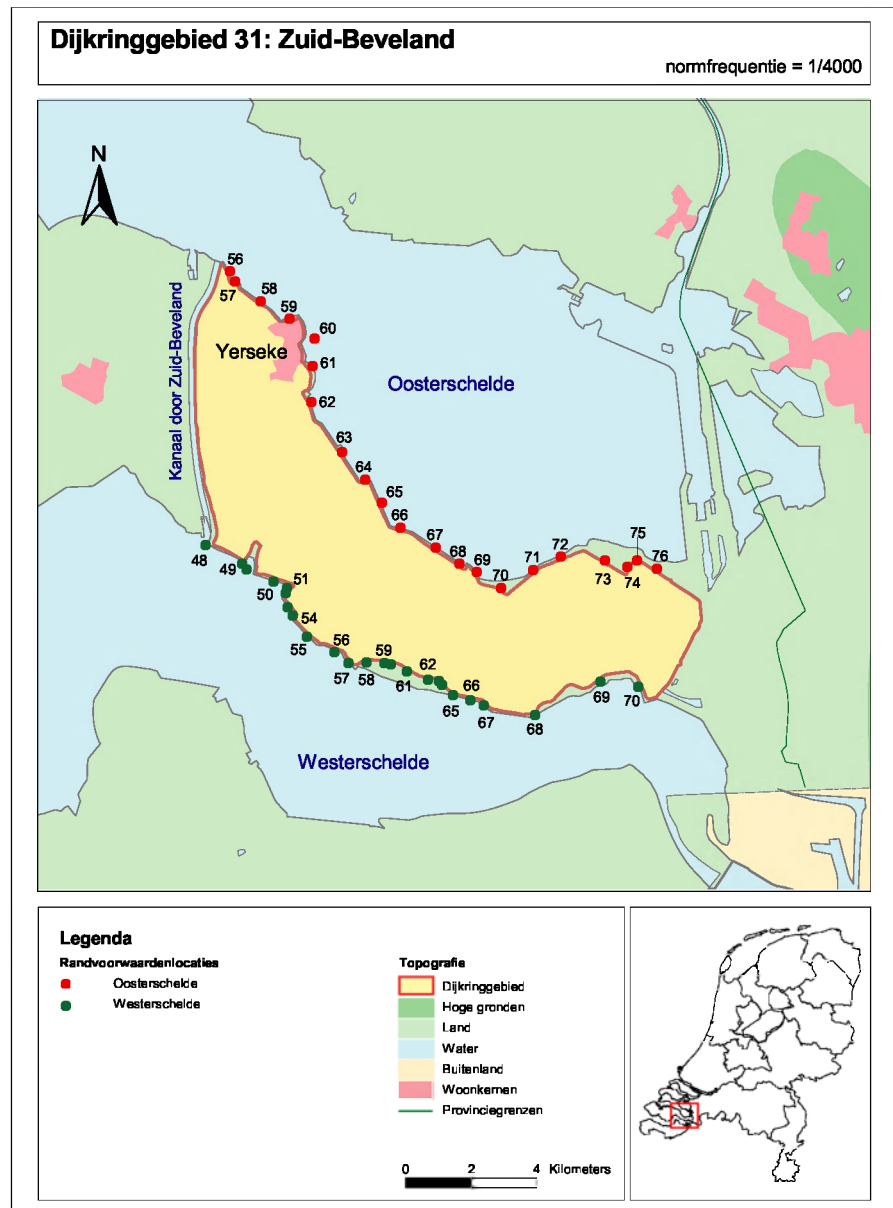 Dijkringgebied 31: Zuid-Beveland
normfrequentie = 1/4000
N
56
57
58
59
60
Yerseke
61
62
Kanaal door Zuid-Beveland
Oosterschelde
63
64
65
66
67
68
69
70
71
72
73
74
75
76
48
49
50
51
54
55
56
57
58
59
61
62
65
66
67
68
69
70
Westerschelde
Legenda
Randvoorwaardenlocaties
Oosterschelde
Westerschelde
Topografie
Dijkringgebied
Hoge gronden
Land
Water
Buitenland
Woonkernen
Provinciegrenzen
0 2 4 Kilometers